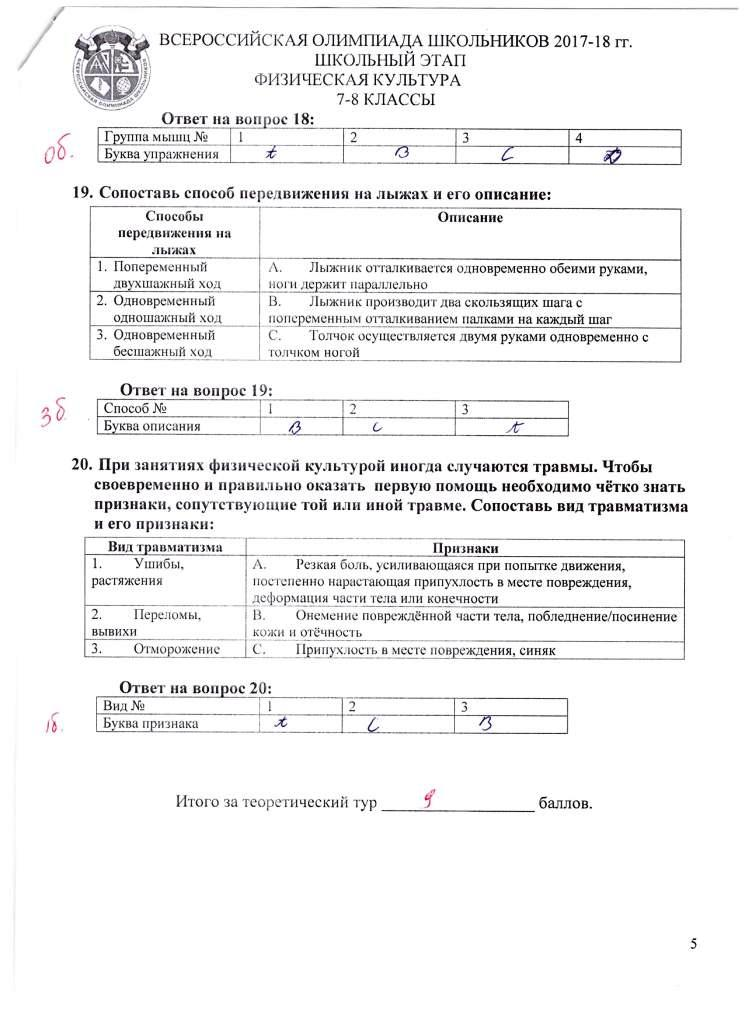 ВСЕРОССИЙСКАЯ ОЛИМПИАДА ШКОЛЬНИКОВ 2017-18 гг.
ШКОЛЬНЫЙ ЭТАП
ФИЗИЧЕСКАЯ КУЛЬТУРА
7-8 КЛАССЫ
Ответ на вопрос 18:
Группа мышц № 1 2 3 4
0б. Буква упражнения A B C D
19. Сопоставь способ передвижения на лыжах и его описание:
Способы передвижения на лыжах Описание
1. Попеременный двухшажный ход A. Лыжник отталкивается одновременно обеими руками,
ноги держит параллельно
2. Одновременный одношажный ход B. Лыжник производит два скользящих шага с
попеременным отталкиванием палками на каждый шаг
3. Одновременный бесшажный ход C. Толчок осуществляется двумя руками одновременно с
толчком ногой
Ответ на вопрос 19:
Способ № 1 2 3
3б Буква описания B C A
20. При занятиях физической культурой иногда случаются травмы. Чтобы
своевременно и правильно оказать первую помощь необходимо чётко знать
признаки, сопутствующие той или иной травме. Сопоставь вид травматизма
и его признаки:
Вид травматизма Признаки
1. Ушибы, растяжения A. Резкая боль, усиливающаяся при попытке движения,
постепенно нарастающая припухлость в месте повреждения,
деформация части тела или конечности
2. Переломы, вывихи B. Онемение повреждённой части тела, побледнение/посинение
кожи и отёчность
3. Отморожение C. Припухлость в месте повреждения, синяк
Ответ на вопрос 20:
Вид № 1 2 3
1б. Буква признака A C B
Итого за теоретический тур 9 баллов.
5